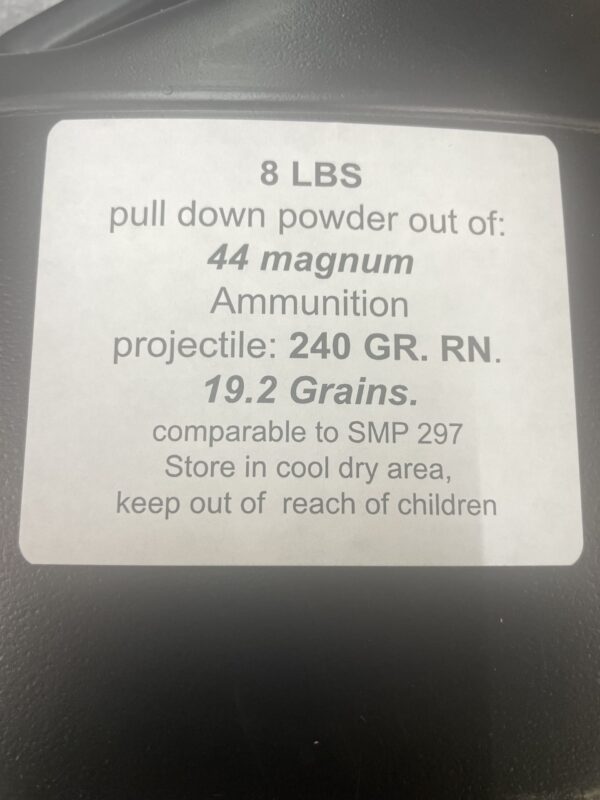 8 LBS
pull down powder out of:
44 magnum
Ammunition
projectile: 240 GR. RN.
19.2 Grains.
comparable to SMP 297
Store in cool dry area,
keep out of reach of children